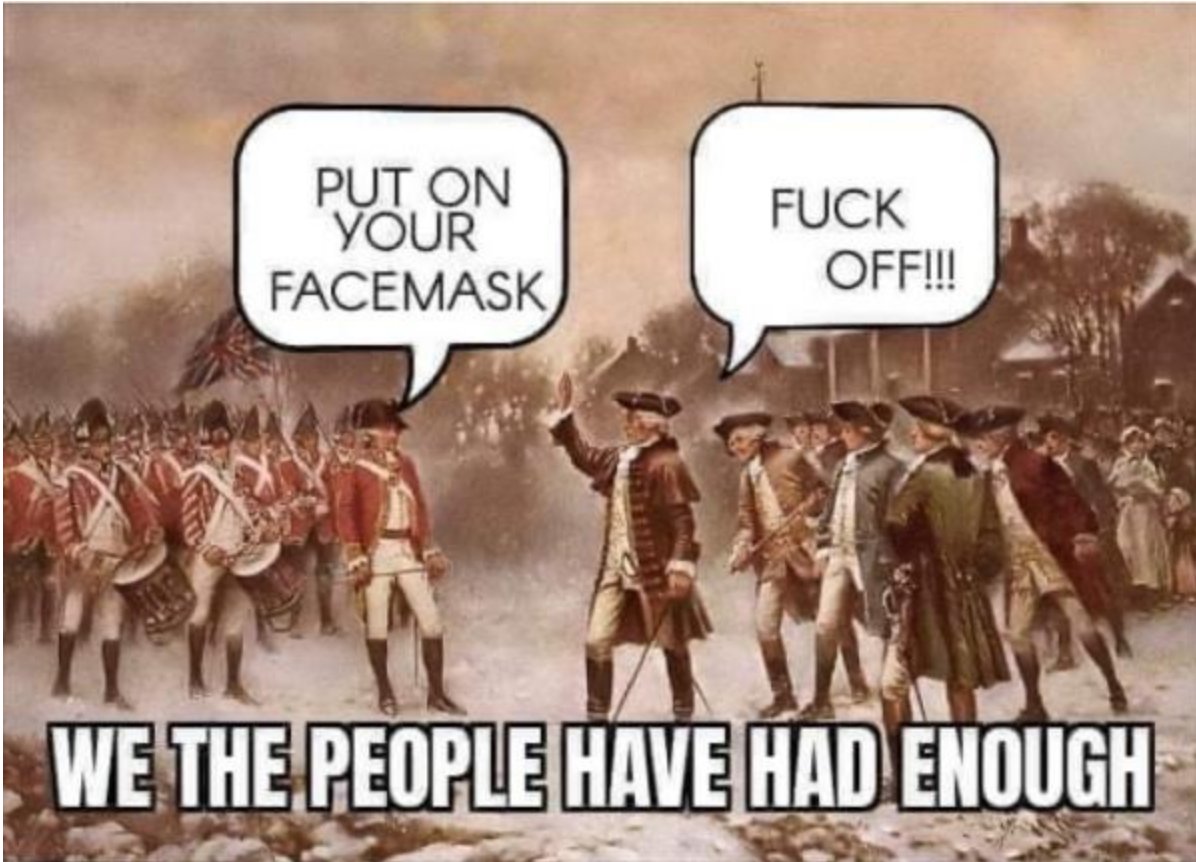 PUT ON
YOUR
FACEMASK
FUCK
OFF!!!
WE THE PEOPLE HAVE HAD ENOUGH